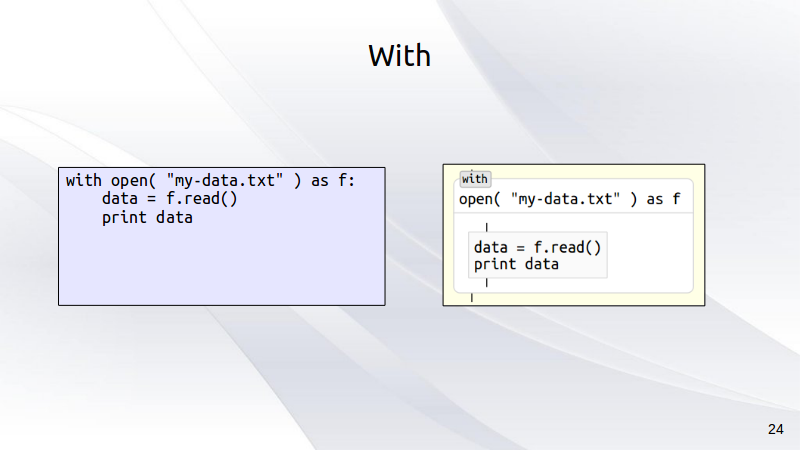 With
with open( "my-data.txt" ) as f:
    data = f.read()
    print data
with
open( "my-data.txt" ) as f
data = f.read()
print data
24